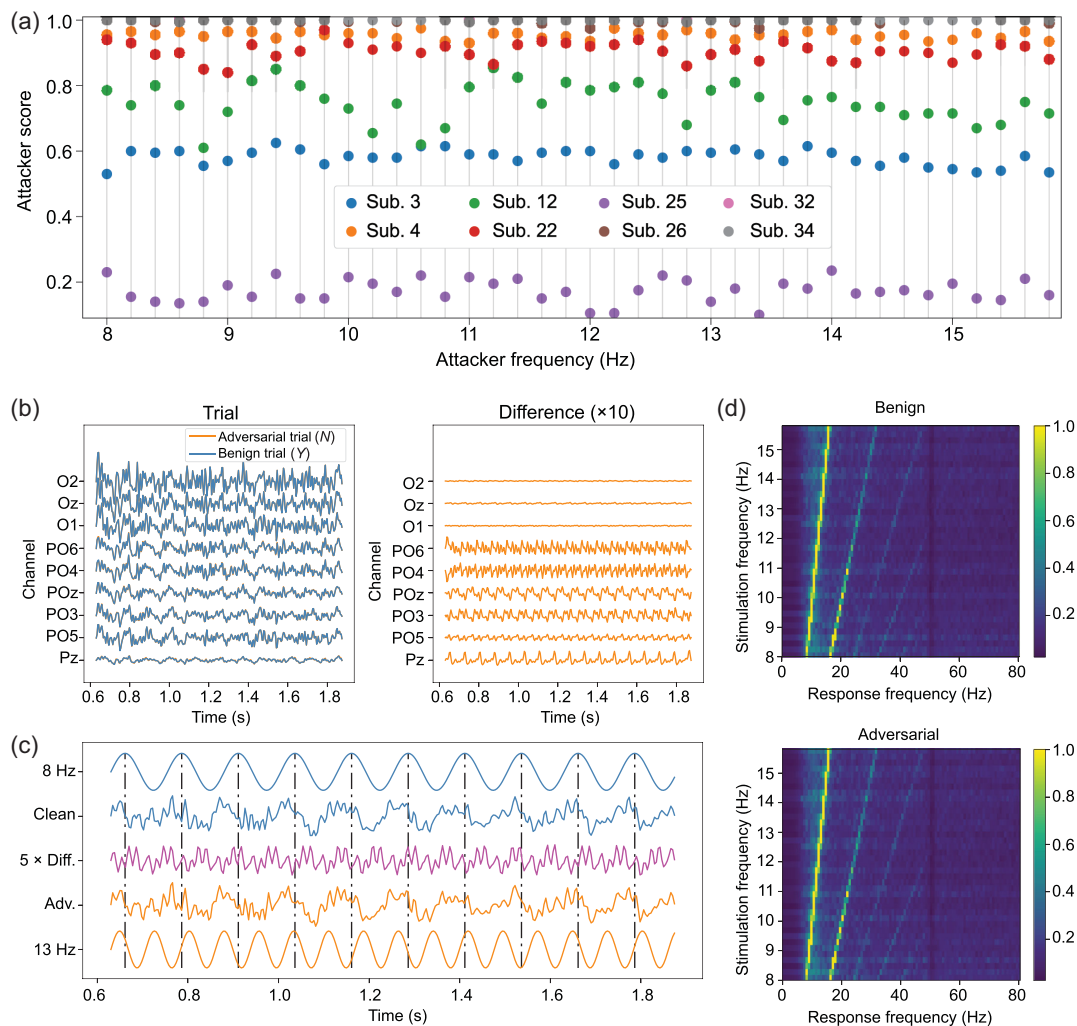 (a)
Attacker score
1.0
0.8
0.6
0.4
0.2
Sub. 3 Sub. 12 Sub. 25 Sub. 32
Sub. 4 Sub. 22 Sub. 26 Sub. 34
8 9 10 11 12 13 14 15
Attacker frequency (Hz)
(b)
Trial
Adversarial trial (N)
Benign trial (Y)
Channel
O2
Oz
O1
PO6
PO4
POz
PO3
PO5
Pz
0.6 0.8 1.0 1.2 1.4 1.6 1.8
Time (s)
Difference (×10)
Channel
O2
Oz
O1
PO6
PO4
POz
PO3
PO5
Pz
0.6 0.8 1.0 1.2 1.4 1.6 1.8
Time (s)
(c)
8 Hz
Clean
5 × Diff.
Adv.
13 Hz
0.6 0.8 1.0 1.2 1.4 1.6 1.8
Time (s)
(d)
Benign
Stimulation frequency (Hz)
15
14
13
12
11
10
9
8
0 20 40 60 80
Response frequency (Hz)
1.0
0.8
0.6
0.4
0.2
Adversarial
Stimulation frequency (Hz)
15
14
13
12
11
10
9
8
0 20 40 60 80
Response frequency (Hz)
1.0
0.8
0.6
0.4
0.2